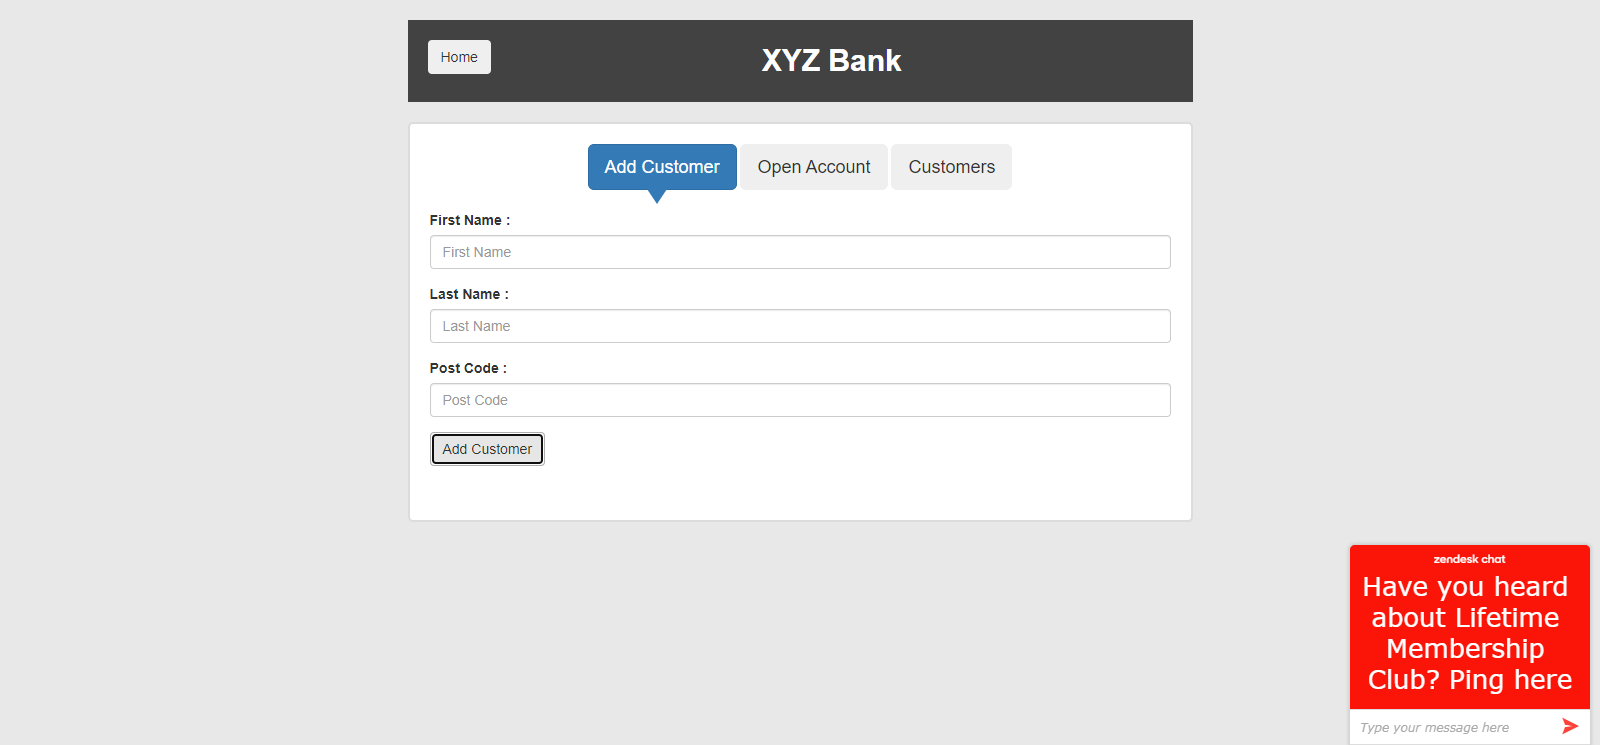 Home
XYZ Bank
Add Customer
Open Account
Customers
First Name :
First Name
Last Name :
Last Name
Post Code :
Post Code
Add Customer
zendesk chat
Have you heard
about Lifetime
Membership
Club? Ping here
Type your message here